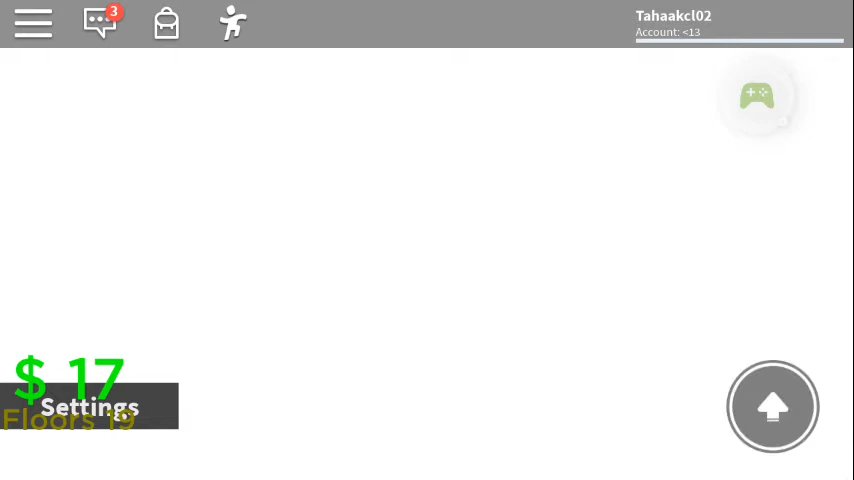 3
Tahaakcl02
Account: <13
$ 17
Settings
Floors 19